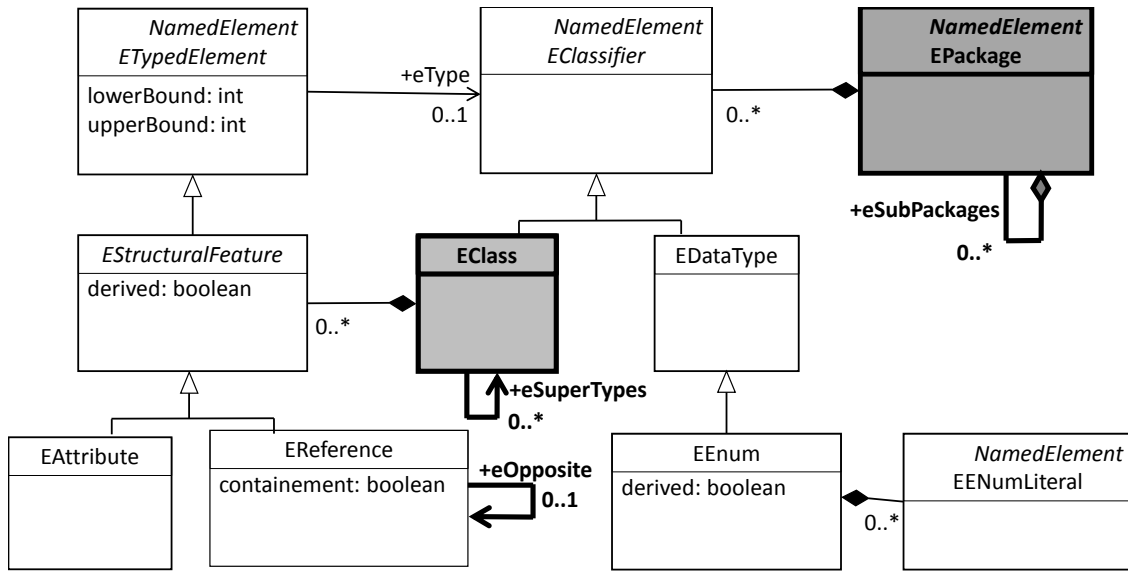 NamedElement
ETypedElement
lowerBound: int
upperBound: int
+eType
0..1
NamedElement
EClassifier
0..*
NamedElement
EPackage
+eSubPackages
0..*
EStructuralFeature
derived: boolean
0..*
EClass
+eSuperTypes
0..*
EDataType
EAttribute
EReference
containement: boolean
+eOpposite
0..1
EEnum
derived: boolean
0..*
NamedElement
EENumLiteral